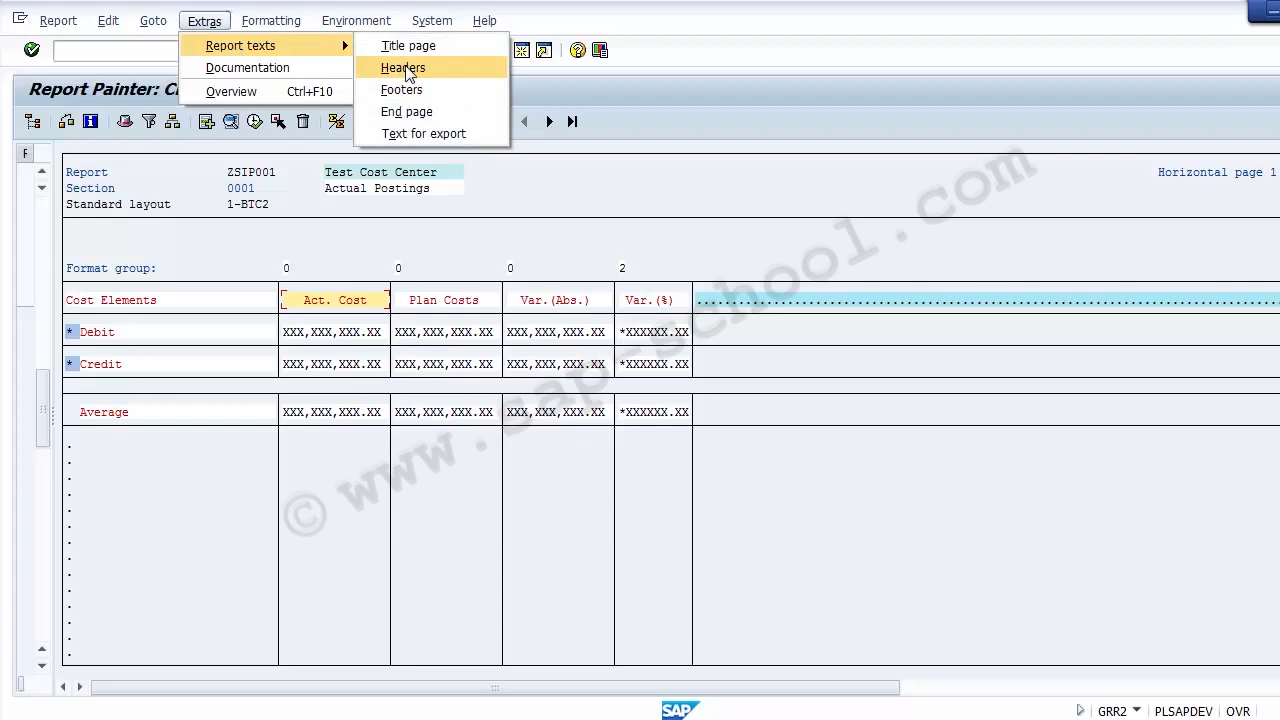 Report Edit Goto Extras Formatting Environment System Help
Report texts
Documentation
Overview Ctrl+F10
Title page
Headers
Footers
End page
Text for export
Report Painter: C
F
Report ZSIP001 Test Cost Center Horizontal page 1
Section 0001 Actual Postings
Standard layout 1-BTC2
Format group: 0 0 0 2
Cost Elements Act. Cost Plan Costs Var.(Abs.) Var.(%)
* Debit XXX,XXX,XXX.XX XXX,XXX,XXX.XX XXX,XXX,XXX.XX *XXXXXX.XX
* Credit XXX,XXX,XXX.XX XXX,XXX,XXX.XX XXX,XXX,XXX.XX *XXXXXX.XX
Average XXX,XXX,XXX.XX XXX,XXX,XXX.XX XXX,XXX,XXX.XX *XXXXXX.XX
© www.sap-school.com
SAP GRR2 PLSAPDEV OVR